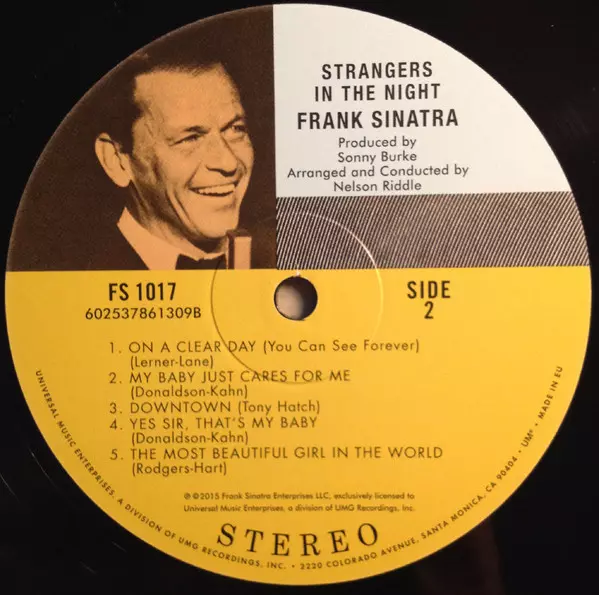 STRANGERS
IN THE NIGHT
FRANK SINATRA
Produced by
Sonny Burke
Arranged and Conducted by
Nelson Riddle
FS 1017
602537861309B
SIDE
2
1. ON A CLEAR DAY (You Can See Forever)
(Lerner-Lane)
2. MY BABY JUST CARES FOR ME
(Donaldson-Kahn)
3. DOWNTOWN (Tony Hatch)
4. YES SIR, THAT'S MY BABY
(Donaldson-Kahn)
5. THE MOST BEAUTIFUL GIRL IN THE WORLD
(Rodgers-Hart)
℗ © 2015 Frank Sinatra Enterprises LLC, exclusively licensed to
Universal Music Enterprises, a division of UMG Recordings, Inc.
STEREO
UNIVERSAL MUSIC ENTERPRISES, A DIVISION OF UMG RECORDINGS, INC. • 2220 COLORADO AVENUE, SANTA MONICA, CA 90404 • UM® • MADE IN EU